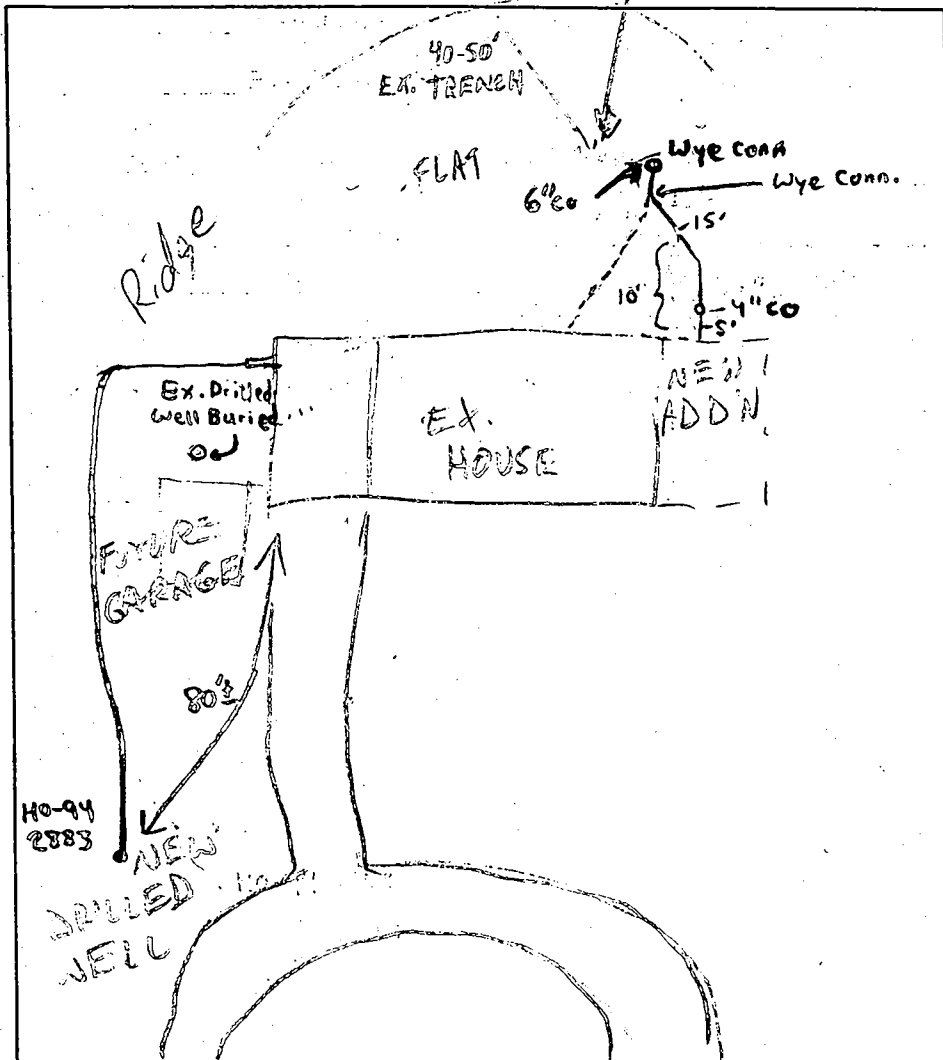 40-50'
EX. TRENCH
FLAT
Wye Conn
Wye Conn.
6"co
15'
Ridge
10'
4"co
5'
Ex. Drilled
Well Buried
EX.
HOUSE
NEW
ADD'N
FUTURE
GARAGE
80'±
HO-94
2883
NEW
DRILLED
WELL